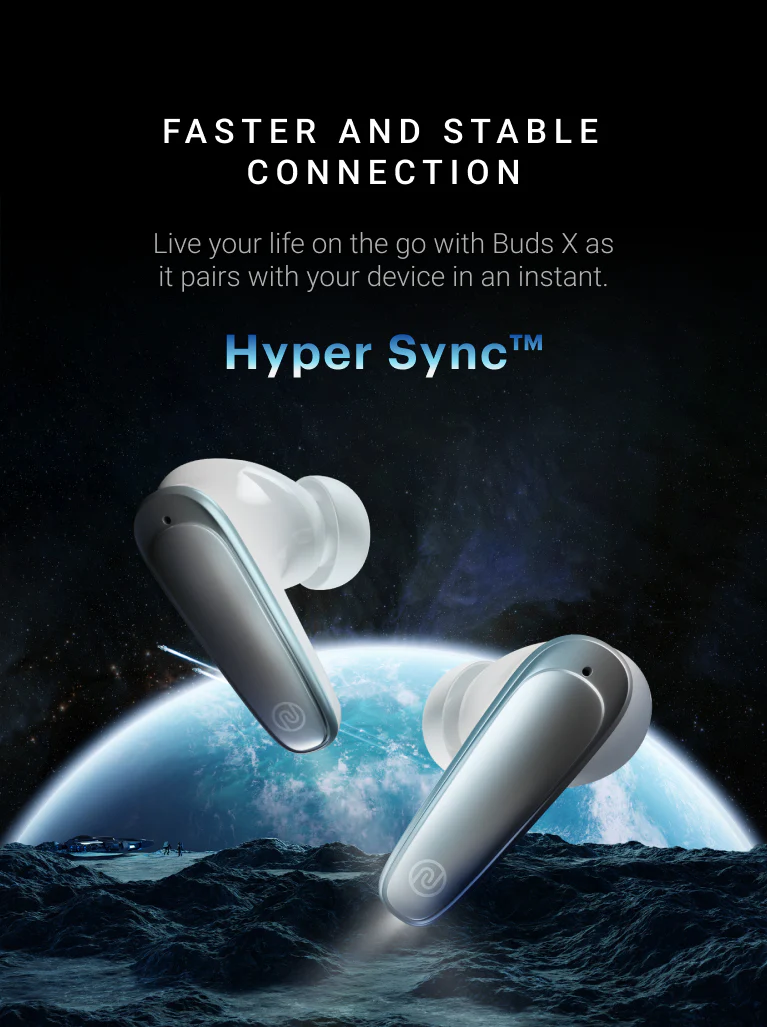 FASTER AND STABLE
CONNECTION
Live your life on the go with Buds X as
it pairs with your device in an instant.
Hyper Sync™